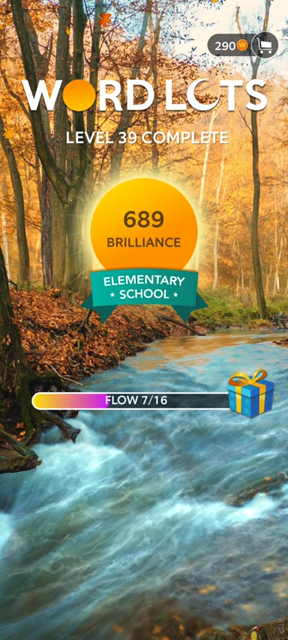 290 W
WORD LOTS
LEVEL 39 COMPLETE
689
BRILLIANCE
ELEMENTARY
SCHOOL
FLOW 7/16